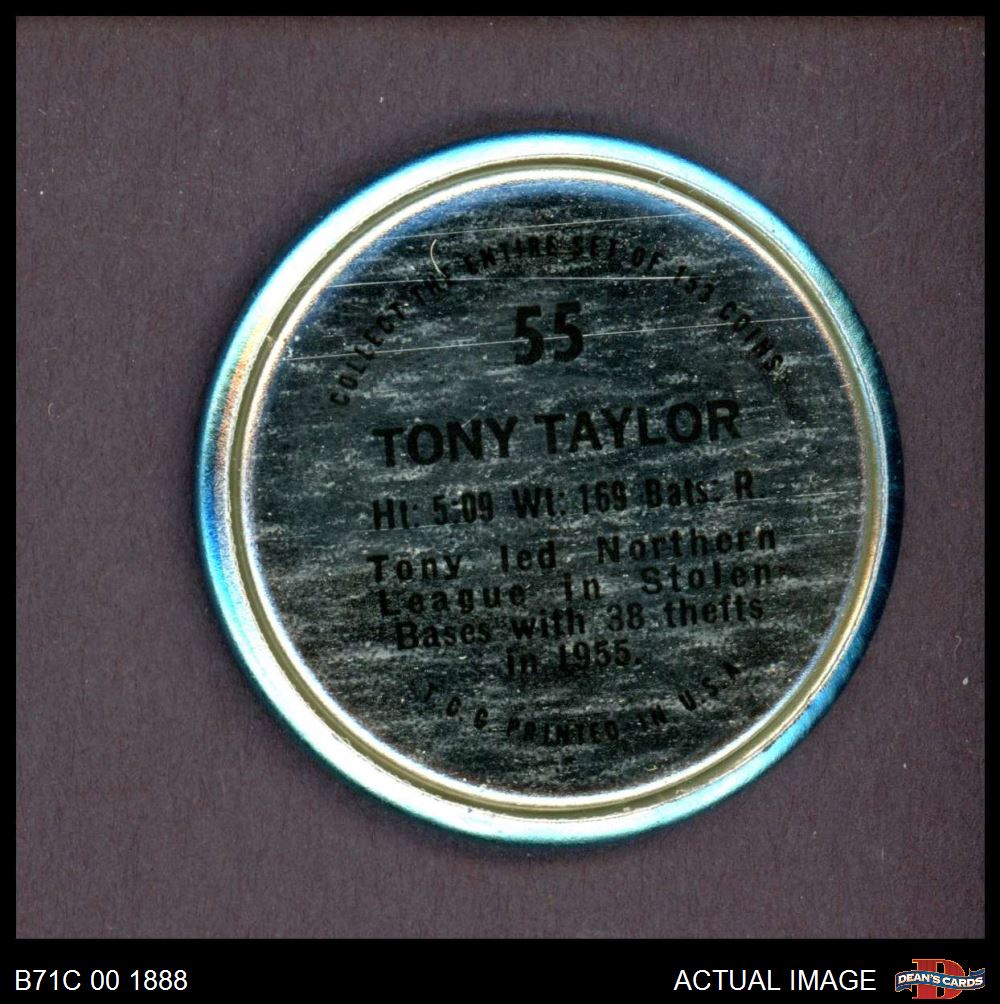 COLLECT THE ENTIRE SET OF 153 COINS
55
TONY TAYLOR
Ht: 5:09 Wt: 169 Bats: R.
Tony led Northern
League in Stolen
Bases with 38 thefts
in 1955.
T.C.G. PRINTED IN U.S.A.
B71C 00 1888
ACTUAL IMAGE
DEAN'S CARDS